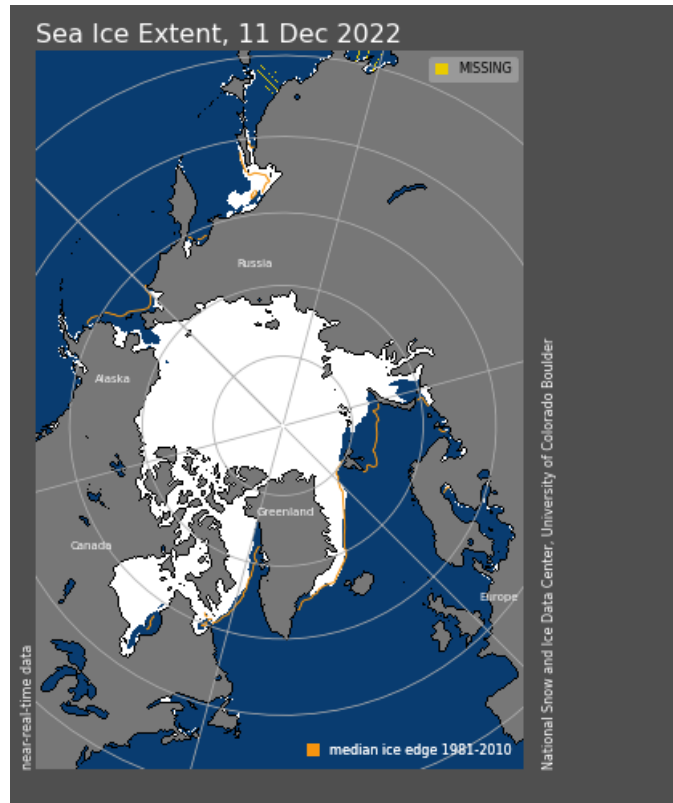 Sea Ice Extent, 11 Dec 2022
MISSING
Russia
Alaska
Greenland
Canada
Europe
near-real-time data
National Snow and Ice Data Center, University of Colorado Boulder
median ice edge 1981-2010